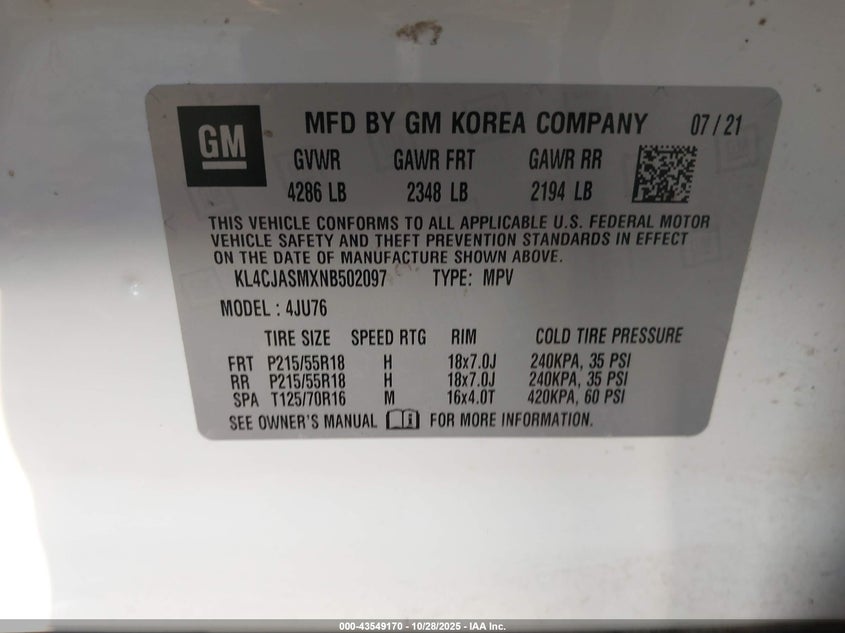 GM
MFD BY GM KOREA COMPANY 07/21
GVWR GAWR FRT GAWR RR
4286 LB 2348 LB 2194 LB
THIS VEHICLE CONFORMS TO ALL APPLICABLE U.S. FEDERAL MOTOR
VEHICLE SAFETY AND THEFT PREVENTION STANDARDS IN EFFECT
ON THE DATE OF MANUFACTURE SHOWN ABOVE.
KL4CJASMXNB502097 TYPE: MPV
MODEL : 4JU76
TIRE SIZE SPEED RTG RIM COLD TIRE PRESSURE
FRT P215/55R18 H 18x7.0J 240KPA, 35 PSI
RR P215/55R18 H 18x7.0J 240KPA, 35 PSI
SPA T125/70R16 M 16x4.0T 420KPA, 60 PSI
SEE OWNER'S MANUAL FOR MORE INFORMATION.
000-43549170 | 10/28/2025 - IAA Inc.